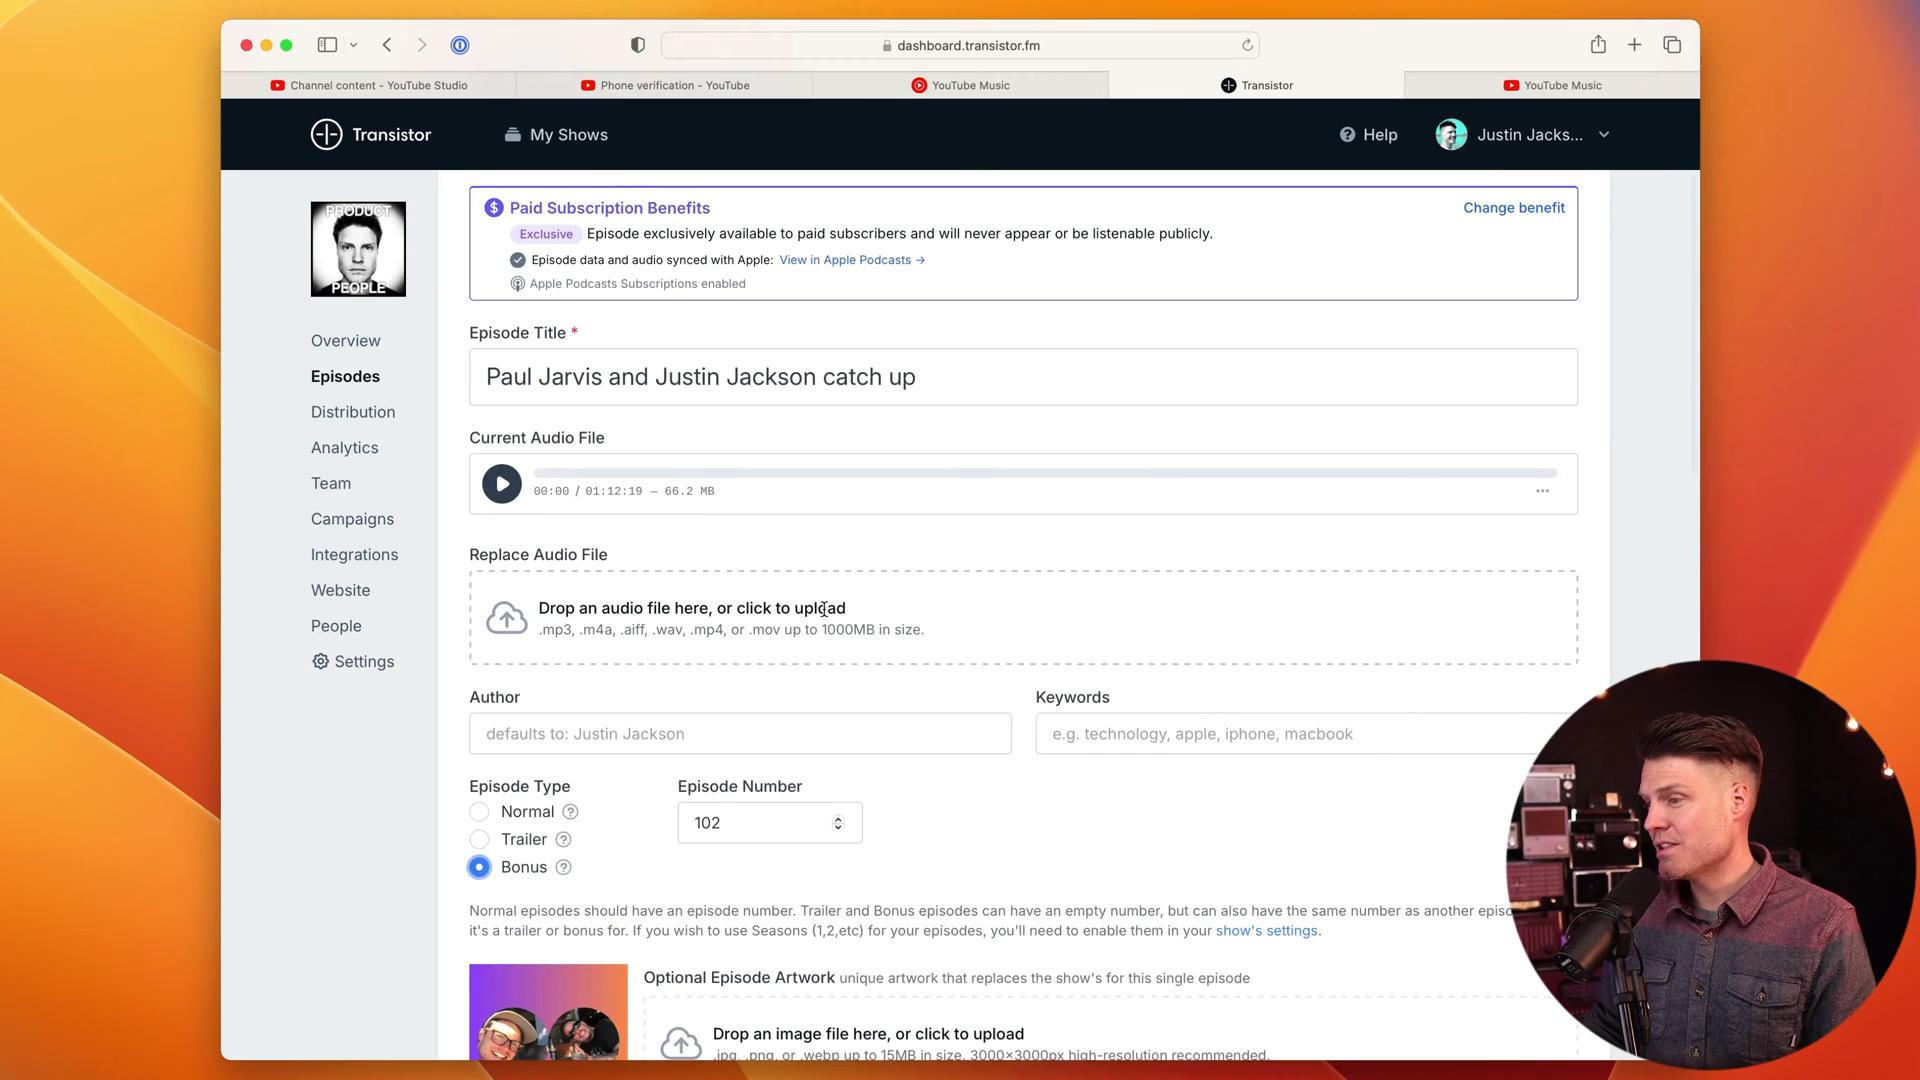 dashboard.transistor.fm
Channel content - YouTube Studio
Phone verification - YouTube
YouTube Music
Transistor
YouTube Music
Transistor
My Shows
Help
Justin Jacks...
PRODUCT
PEOPLE
Overview
Episodes
Distribution
Analytics
Team
Campaigns
Integrations
Website
People
Settings
Paid Subscription Benefits
Change benefit
Exclusive Episode exclusively available to paid subscribers and will never appear or be listenable publicly.
Episode data and audio synced with Apple: View in Apple Podcasts →
Apple Podcasts Subscriptions enabled
Episode Title *
Paul Jarvis and Justin Jackson catch up
Current Audio File
00:00 / 01:12:19 — 66.2 MB
Replace Audio File
Drop an audio file here, or click to upload
.mp3, .m4a, .aiff, .wav, .mp4, or .mov up to 1000MB in size.
Author
Keywords
defaults to: Justin Jackson
e.g. technology, apple, iphone, macbook
Episode Type
Episode Number
Normal
102
Trailer
Bonus
Normal episodes should have an episode number. Trailer and Bonus episodes can have an empty number, but can also have the same number as another
it's a trailer or bonus for. If you wish to use Seasons (1,2,etc) for your episodes, you'll need to enable them in your show's settings.
Optional Episode Artwork unique artwork that replaces the show's for this single episode
Drop an image file here, or click to upload
.jpg, .png, or .webp up to 15MB in size. 3000×3000px high-resolution recommended.